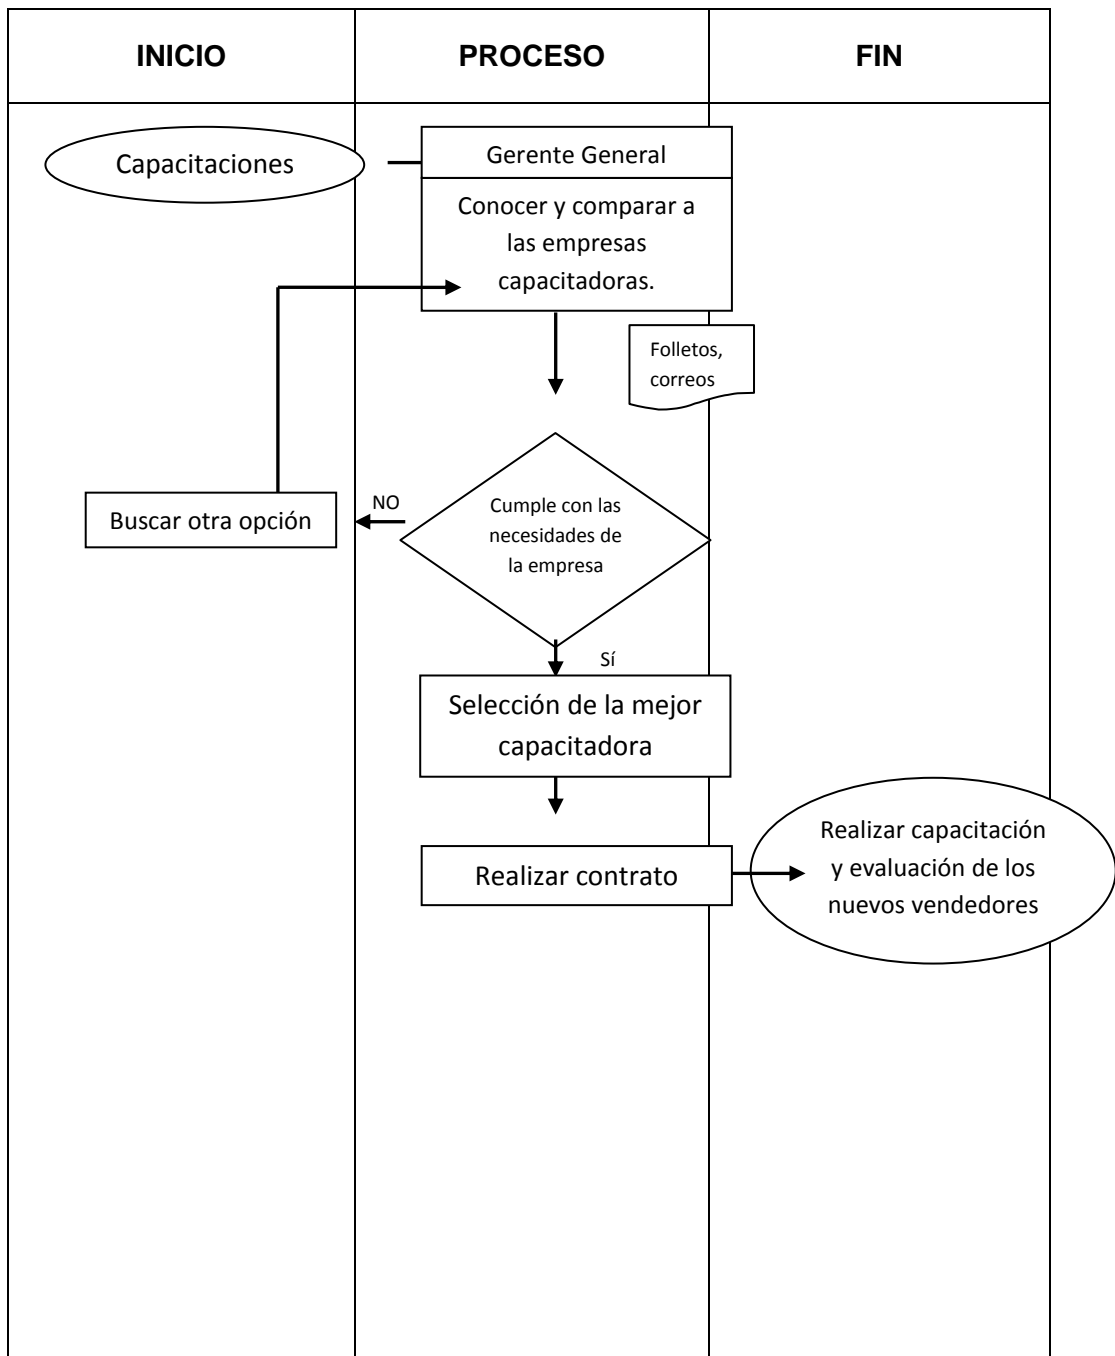 INICIO
PROCESO
FIN
Capacitaciones
Gerente General
Conocer y comparar a
las empresas
capacitadoras.
Folletos,
correos
Cumple con las
necesidades de
la empresa
NO
Buscar otra opción
Sí
Selección de la mejor
capacitadora
Realizar contrato
Realizar capacitación
y evaluación de los
nuevos vendedores